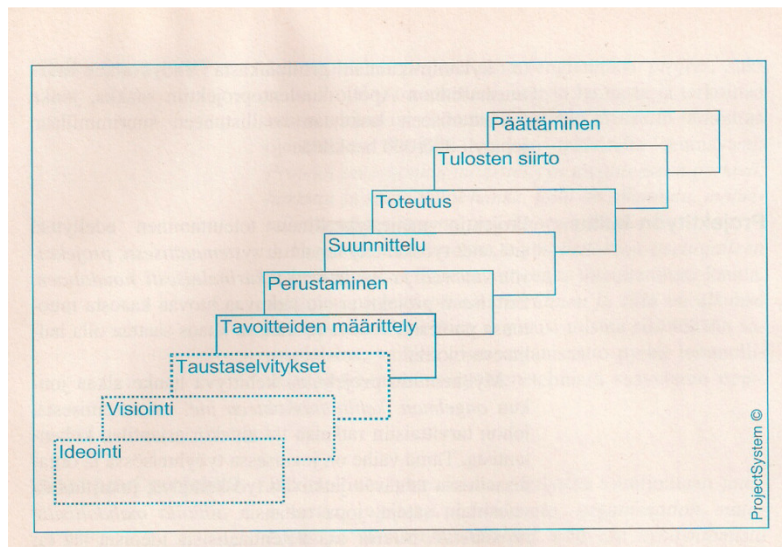 Päättäminen
Tulosten siirto
Toteutus
Suunnittelu
Perustaminen
Tavoitteiden määrittely
Taustaselvitykset
Visiointi
Ideointi
ProjectSystem ©